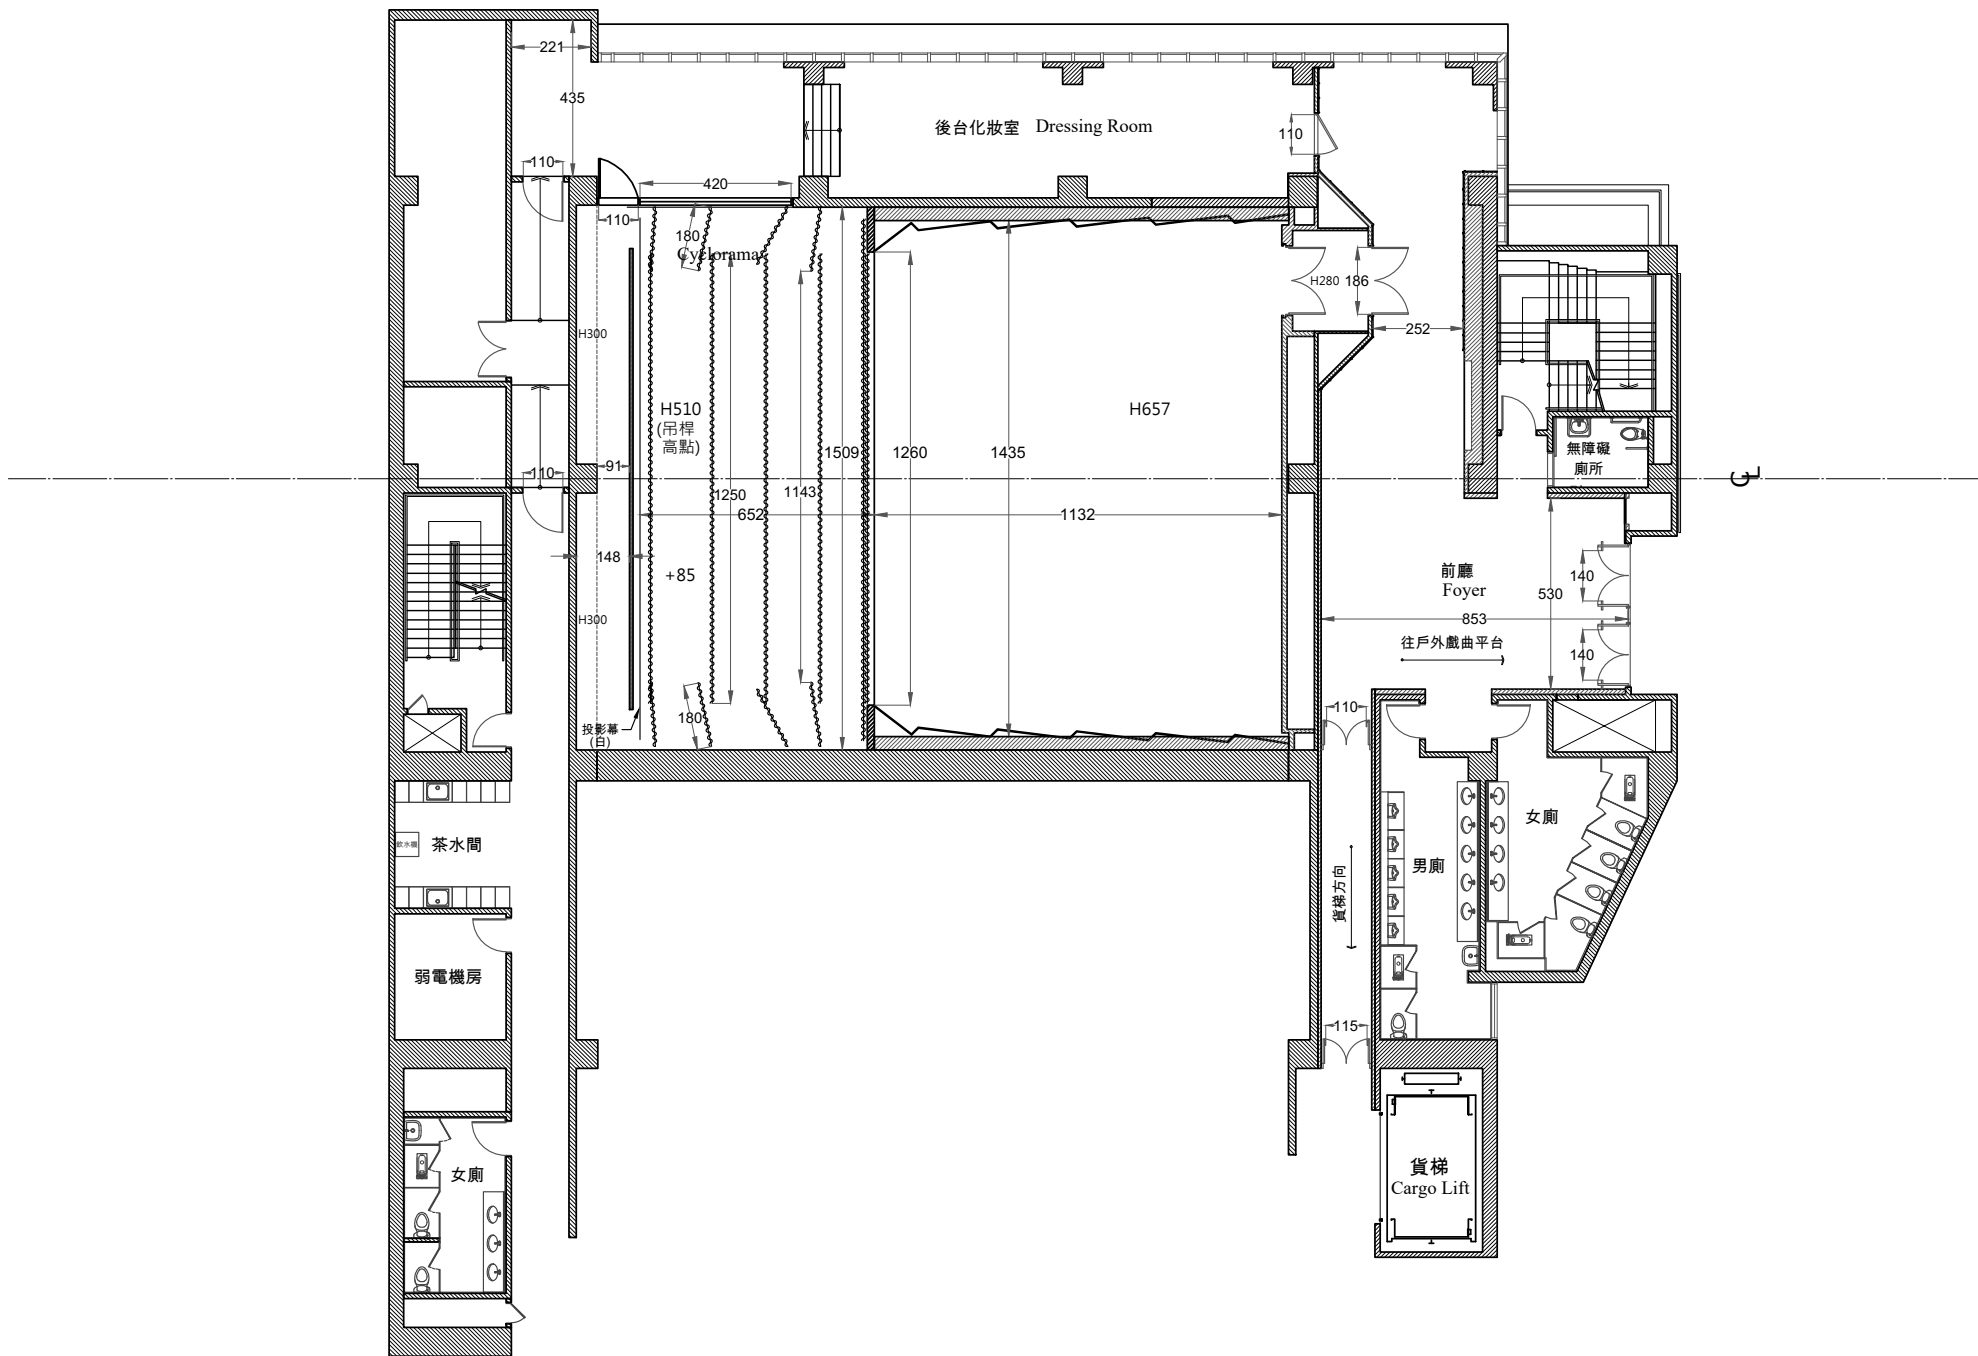 221
435
後台化妝室 Dressing Room
110
110
420
110
180
Cyclorama
H280
186
252
H300
H510
(吊桿
高點)
H657
1509
1260
1435
無障礙
廁所
91
110
1250
1143
652
1132
CL
148
+85
前廳
Foyer
140
530
H300
853
往戶外戲曲平台
140
180
投影幕
(白)
110
飲水機
茶水間
女廁
男廁
貨梯方向
弱電機房
115
女廁
貨梯
Cargo Lift